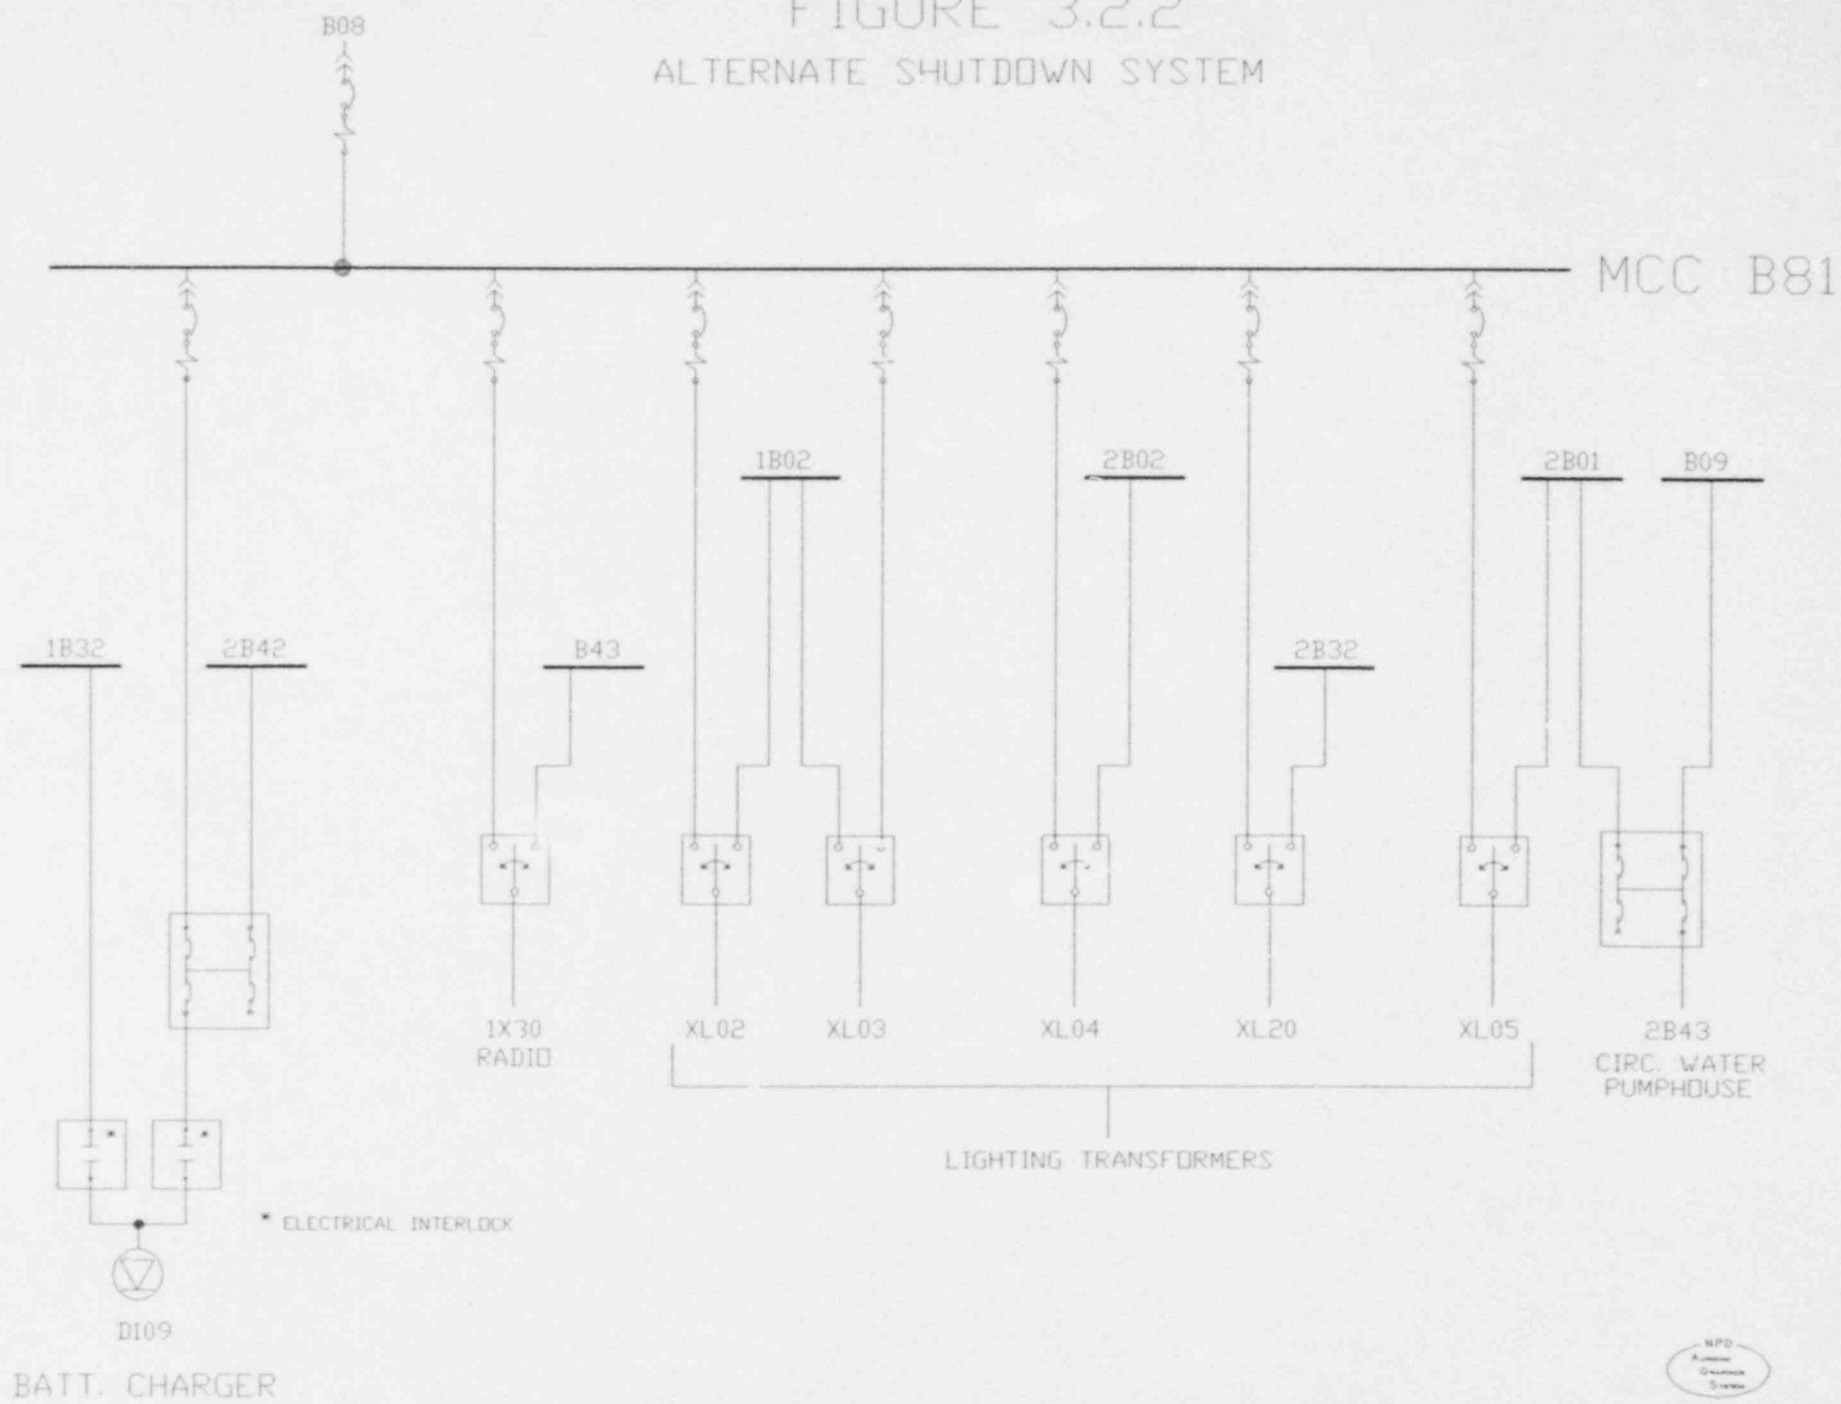 FIGURE 3.2.2
ALTERNATE SHUTDOWN SYSTEM
B08
MCC B81
1B02
2B02
2B01
B09
1B32
2B42
B43
2B32
1X30
RADIO
XL02
XL03
XL04
XL20
XL05
2B43
CIRC. WATER
PUMPHOUSE
LIGHTING TRANSFORMERS
* ELECTRICAL INTERLOCK
D109
BATT. CHARGER
NPD